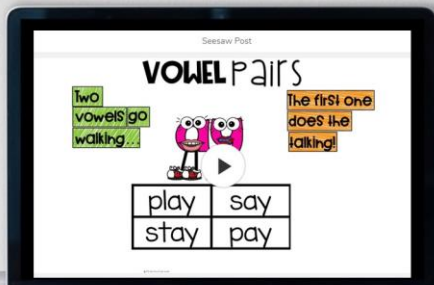 Seesaw Post
VOWEL Pairs
Two
vowels go
walking...
The first one
does the
talking!
play say
stay pay